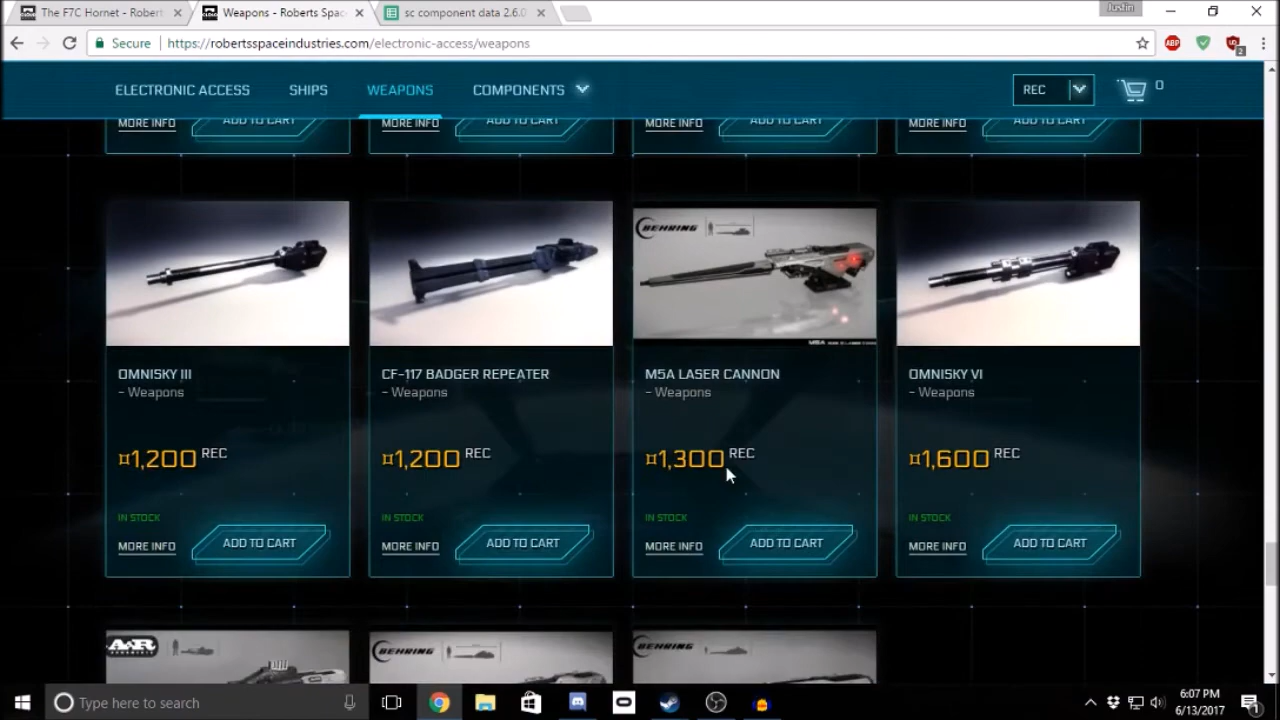 The F7C Hornet - Robert
Weapons - Roberts Spac
sc component data 2.6.0
Justin
Secure
https://robertsspaceindustries.com/electronic-access/weapons
ABP
2
ELECTRONIC ACCESS
SHIPS
WEAPONS
COMPONENTS
REC
0
MORE INFO
ADD TO CART
MORE INFO
ADD TO CART
MORE INFO
ADD TO CART
MORE INFO
ADD TO CART
BEHRING
OMNISKY III
- Weapons
¤1,200 REC
IN STOCK
MORE INFO
ADD TO CART
CF-117 BADGER REPEATER
- Weapons
¤1,200 REC
IN STOCK
MORE INFO
ADD TO CART
M5A LASER CANNON
- Weapons
¤1,300 REC
IN STOCK
MORE INFO
ADD TO CART
OMNISKY VI
- Weapons
¤1,600 REC
IN STOCK
MORE INFO
ADD TO CART
A&R
BEHRING
BEHRING
Type here to search
6:07 PM
6/13/2017
1